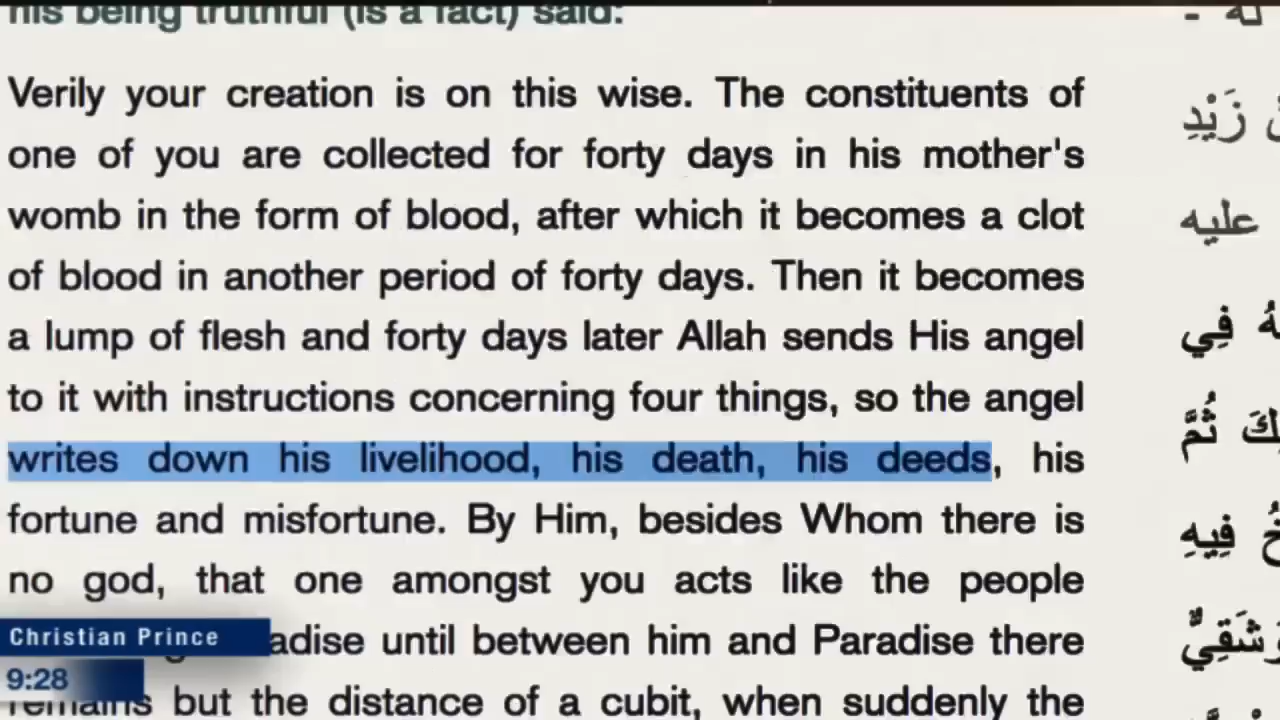 his being truthful (is a fact) said:
Verily your creation is on this wise. The constituents of
one of you are collected for forty days in his mother's
womb in the form of blood, after which it becomes a clot
of blood in another period of forty days. Then it becomes
a lump of flesh and forty days later Allah sends His angel
to it with instructions concerning four things, so the angel
writes down his livelihood, his death, his deeds, his
fortune and misfortune. By Him, besides Whom there is
no god, that one amongst you acts like the people
until between him and Paradise there
remains but the distance of a cubit, when suddenly the
له -
زَيْدِ
عليه
فِي
ثُمَّ
فِيهِ
Christian Prince
9:28